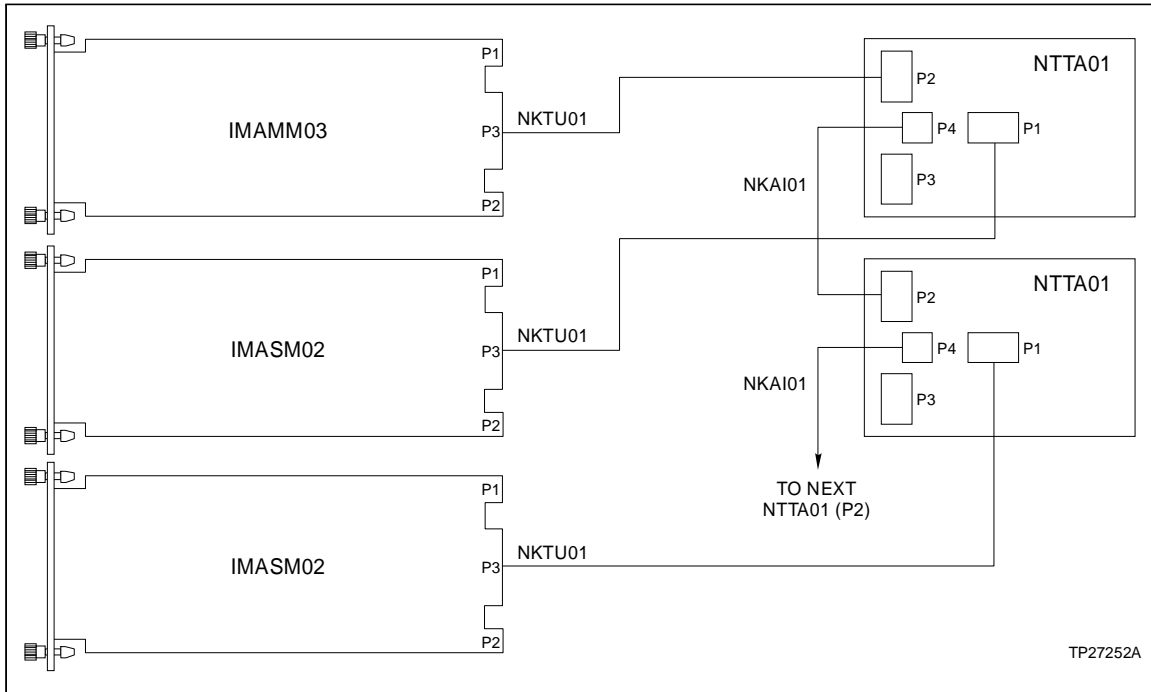 P1
IMAMM03
P3
NKTU01
P2
NTTA01
P2
P4
P1
P3
NKAI01
P1
IMASM02
P3
NKTU01
P2
NTTA01
P2
P4
P1
P3
NKAI01
TO NEXT
NTTA01 (P2)
P1
IMASM02
P3
NKTU01
P2
TP27252A